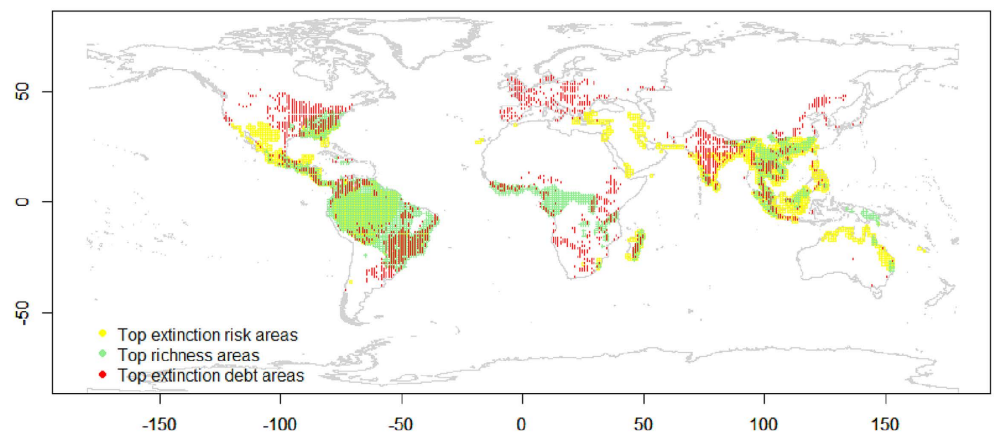 50
0
-50
Top extinction risk areas
Top richness areas
Top extinction debt areas
-150 -100 -50 0 50 100 150